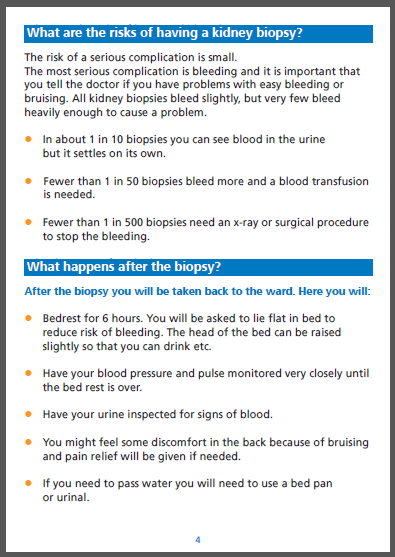 What are the risks of having a kidney biopsy?
The risk of a serious complication is small.
The most serious complication is bleeding and it is important that
you tell the doctor if you have problems with easy bleeding or
bruising. All kidney biopsies bleed slightly, but very few bleed
heavily enough to cause a problem.
In about 1 in 10 biopsies you can see blood in the urine
but it settles on its own.
Fewer than 1 in 50 biopsies bleed more and a blood transfusion
is needed.
Fewer than 1 in 500 biopsies need an x-ray or surgical procedure
to stop the bleeding.
What happens after the biopsy?
After the biopsy you will be taken back to the ward. Here you will:
Bedrest for 6 hours. You will be asked to lie flat in bed to
reduce risk of bleeding. The head of the bed can be raised
slightly so that you can drink etc.
Have your blood pressure and pulse monitored very closely until
the bed rest is over.
Have your urine inspected for signs of blood.
You might feel some discomfort in the back because of bruising
and pain relief will be given if needed.
If you need to pass water you will need to use a bed pan
or urinal.
4